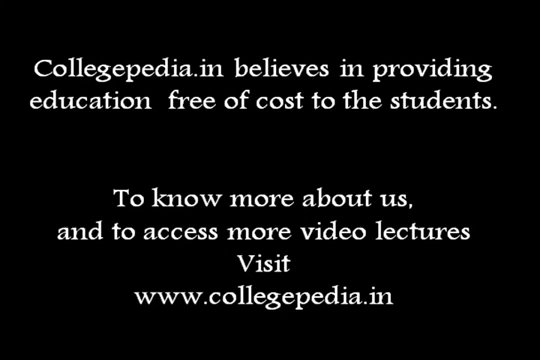 Collegepedia.in believes in providing
education free of cost to the students.
To know more about us,
and to access more video lectures
Visit
www.collegepedia.in